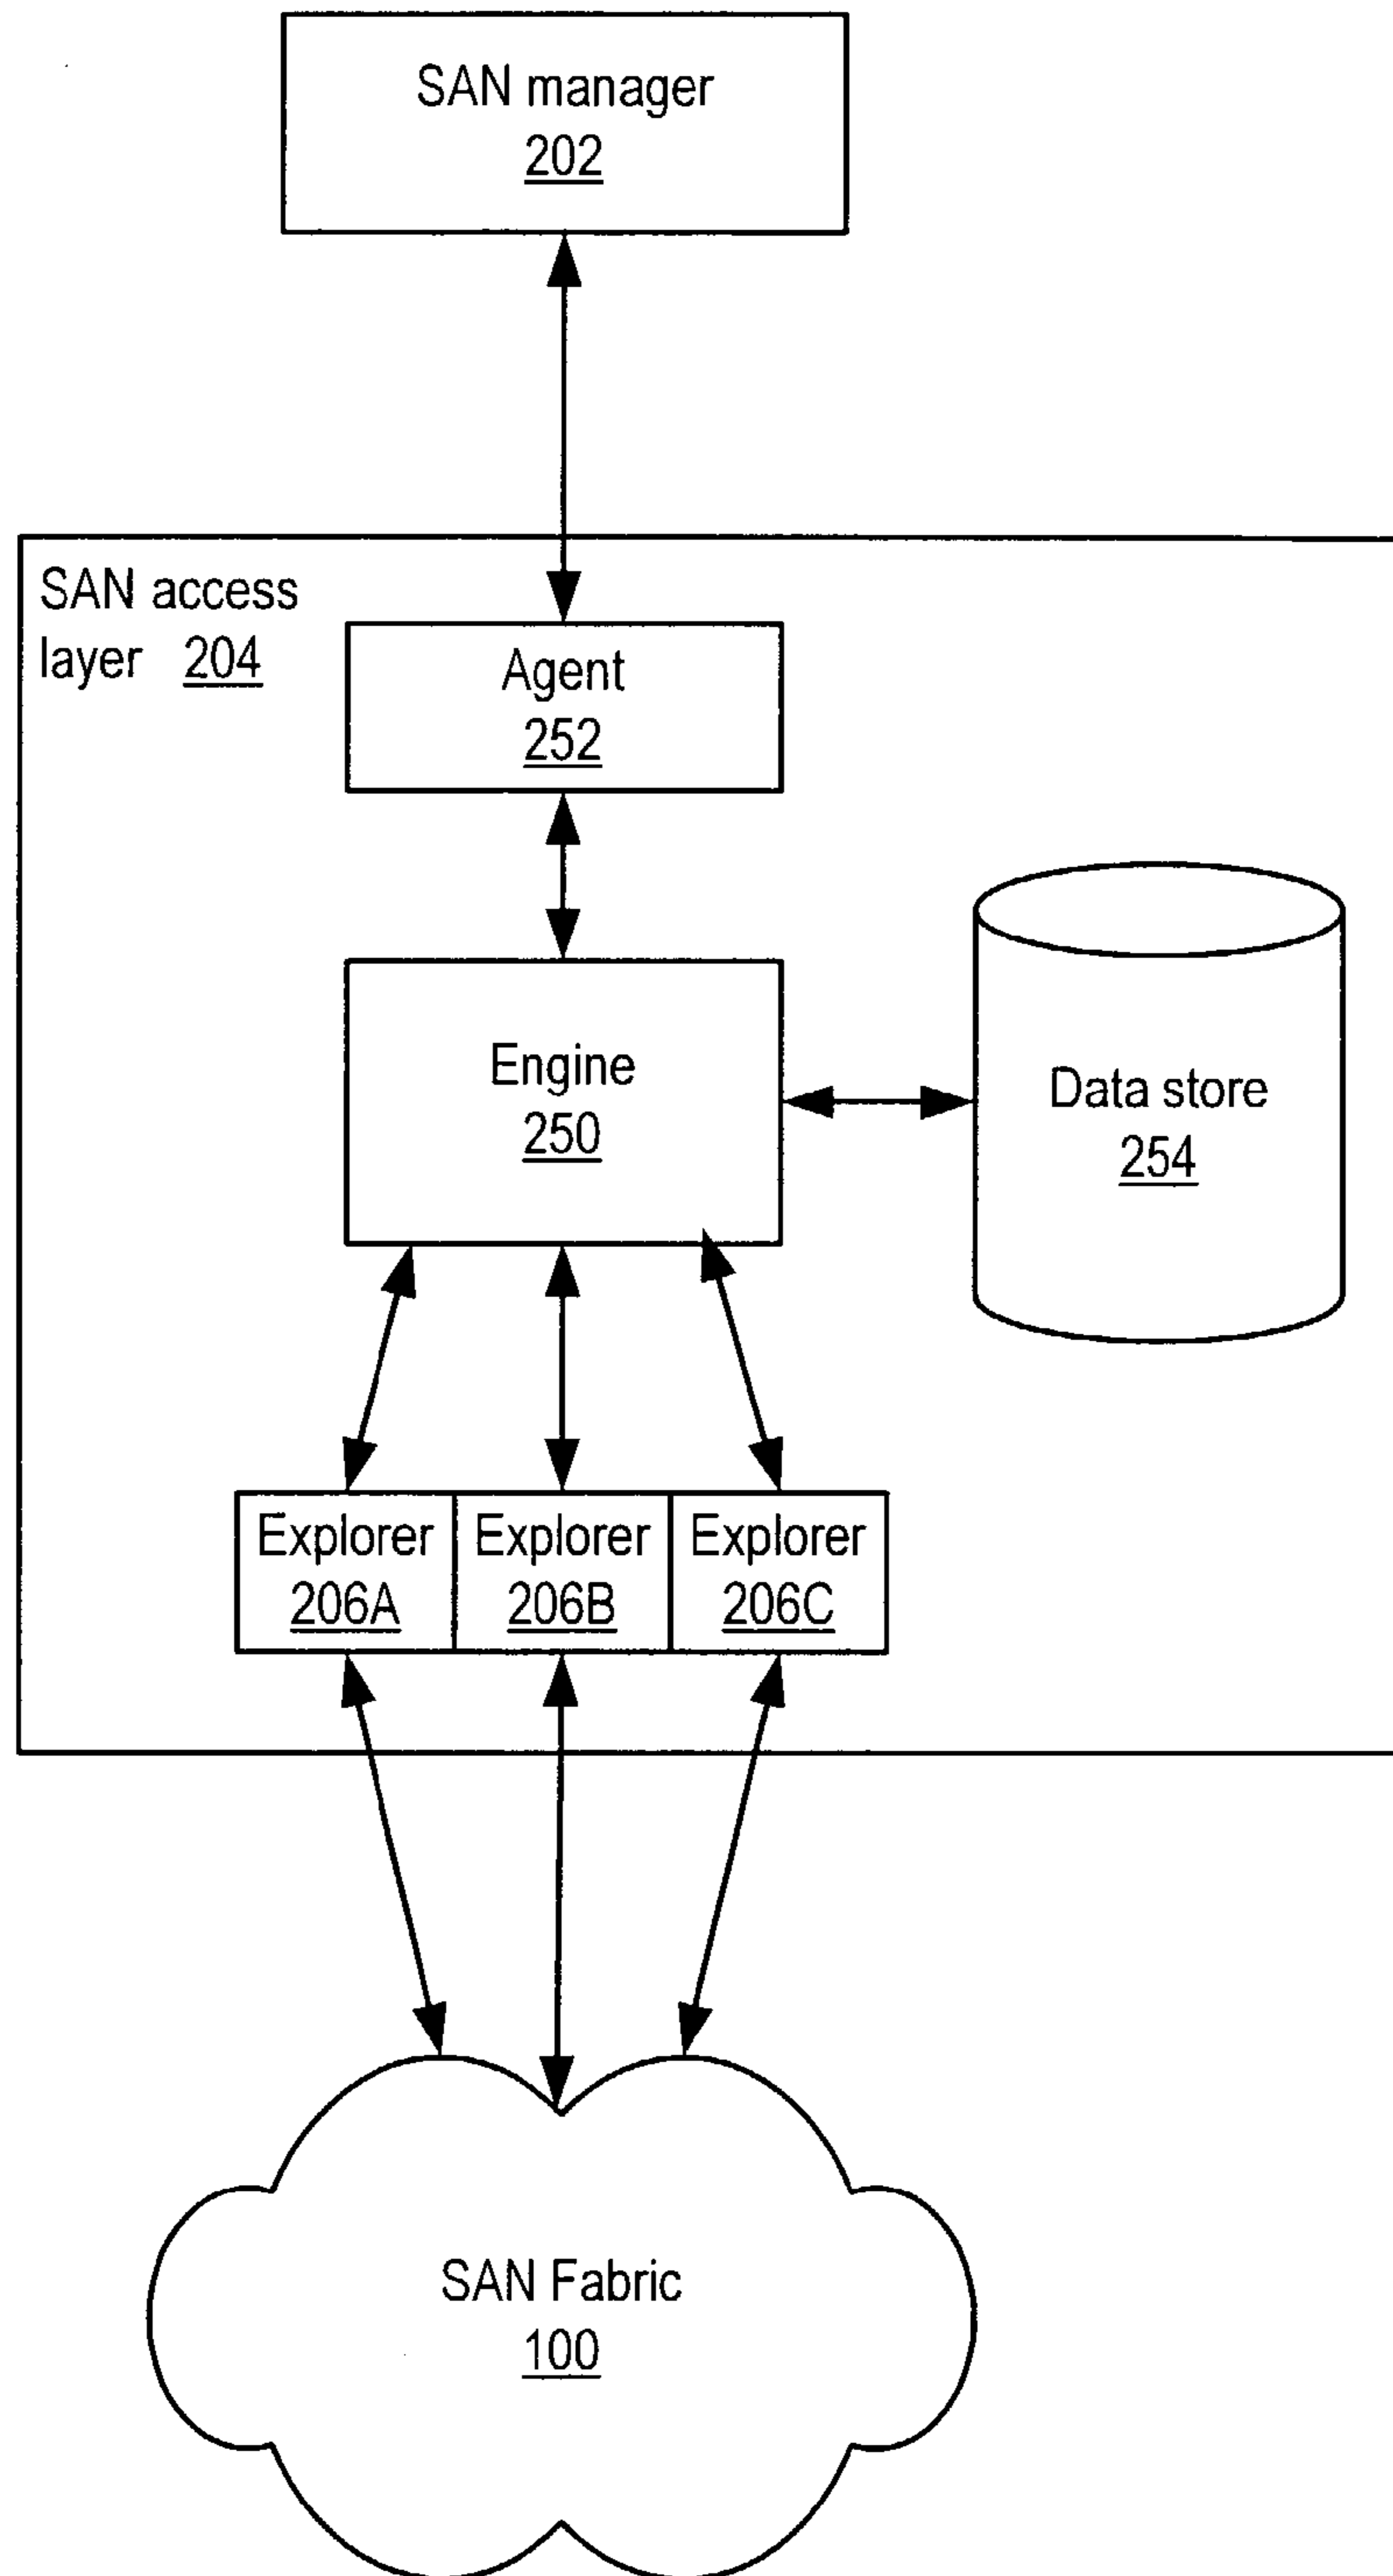 SAN manager
202
SAN access
layer 204
Agent
252
Engine
250
Data store
254
Explorer
206A
Explorer
206B
Explorer
206C
SAN Fabric
100